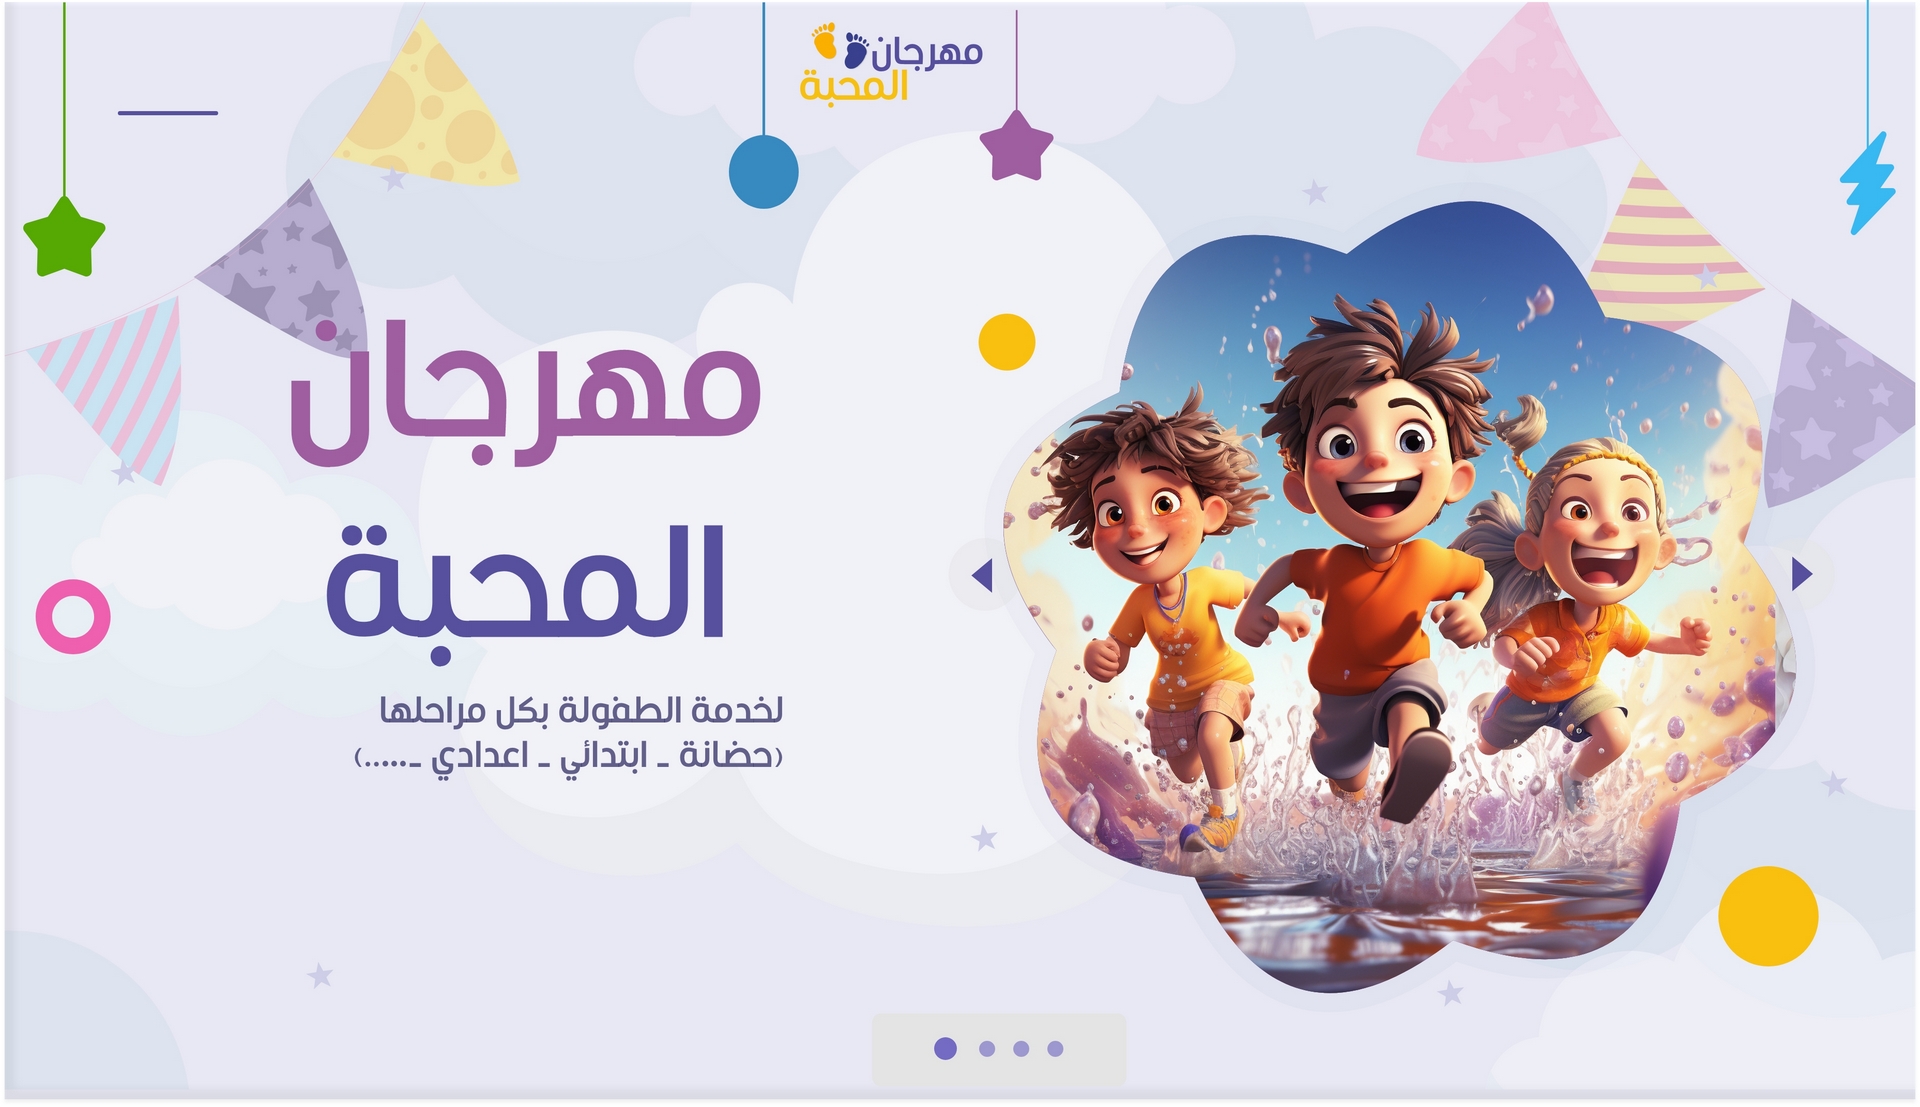 مهرجان
المحبة
مهرجان
المحبة
لخدمة الطفولة بكل مراحلها
(حضانة - ابتدائي - اعدادي -.....)